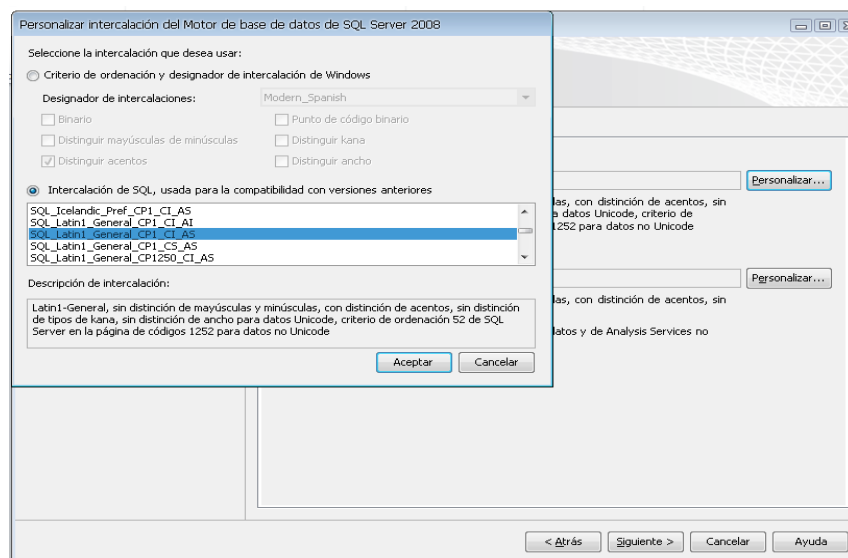 Personalizar intercalación del Motor de base de datos de SQL Server 2008
Seleccione la intercalación que desea usar:
Criterio de ordenación y designador de intercalación de Windows
Designador de intercalaciones: Modern_Spanish
Binario Punto de código binario
Distinguir mayúsculas de minúsculas Distinguir kana
Distinguir acentos Distinguir ancho
Intercalación de SQL, usada para la compatibilidad con versiones anteriores
SQL_Icelandic_Pref_CP1_CI_AS
SQL_Latin1_General_CP1_CI_AI
SQL_Latin1_General_CP1_CI_AS
SQL_Latin1_General_CP1_CS_AS
SQL_Latin1_General_CP1250_CI_AS
Descripción de intercalación:
Latin1-General, sin distinción de mayúsculas y minúsculas, con distinción de acentos, sin distinción
de tipos de kana, sin distinción de ancho para datos Unicode, criterio de ordenación 52 de SQL
Server en la página de códigos 1252 para datos no Unicode
Aceptar Cancelar
Personalizar...
las, con distinción de acentos, sin
a datos Unicode, criterio de
1252 para datos no Unicode
Personalizar...
las, con distinción de acentos, sin
datos y de Analysis Services no
< Atrás Siguiente > Cancelar Ayuda